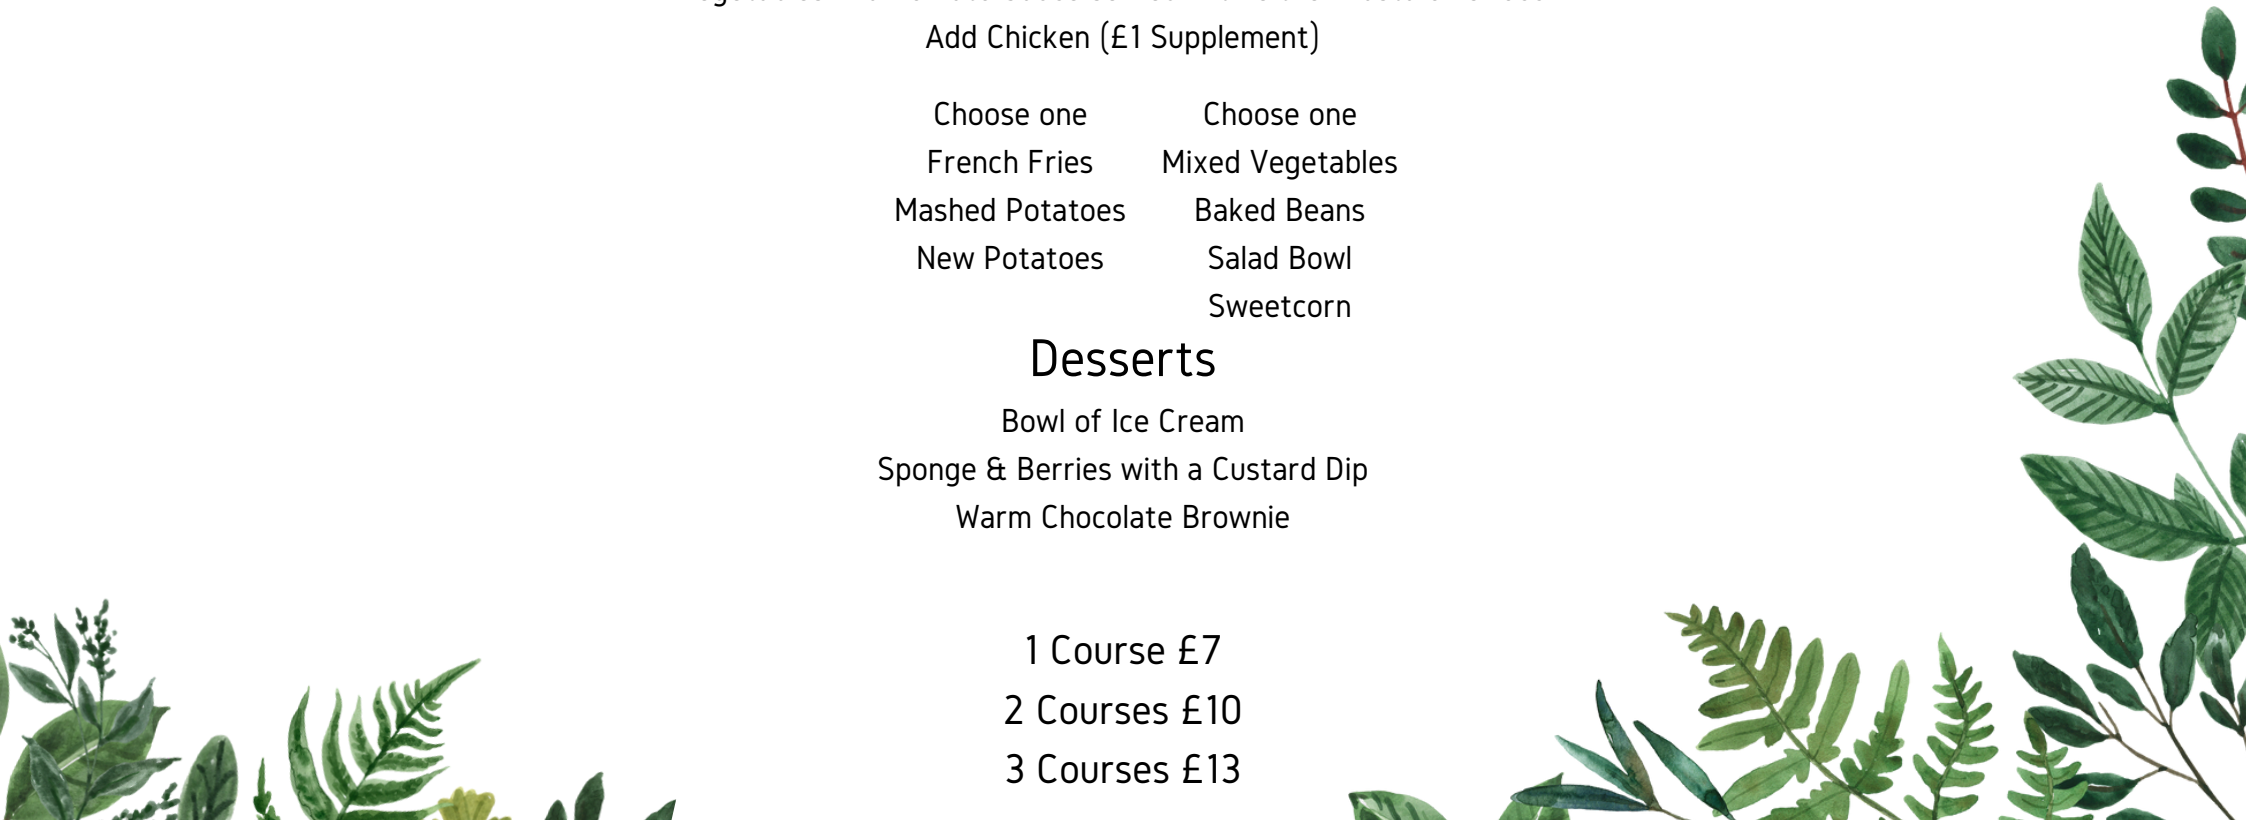 Add Chicken (£1 Supplement)
Choose one
French Fries
Mashed Potatoes
New Potatoes
Choose one
Mixed Vegetables
Baked Beans
Salad Bowl
Sweetcorn
Desserts
Bowl of Ice Cream
Sponge & Berries with a Custard Dip
Warm Chocolate Brownie
1 Course £7
2 Courses £10
3 Courses £13